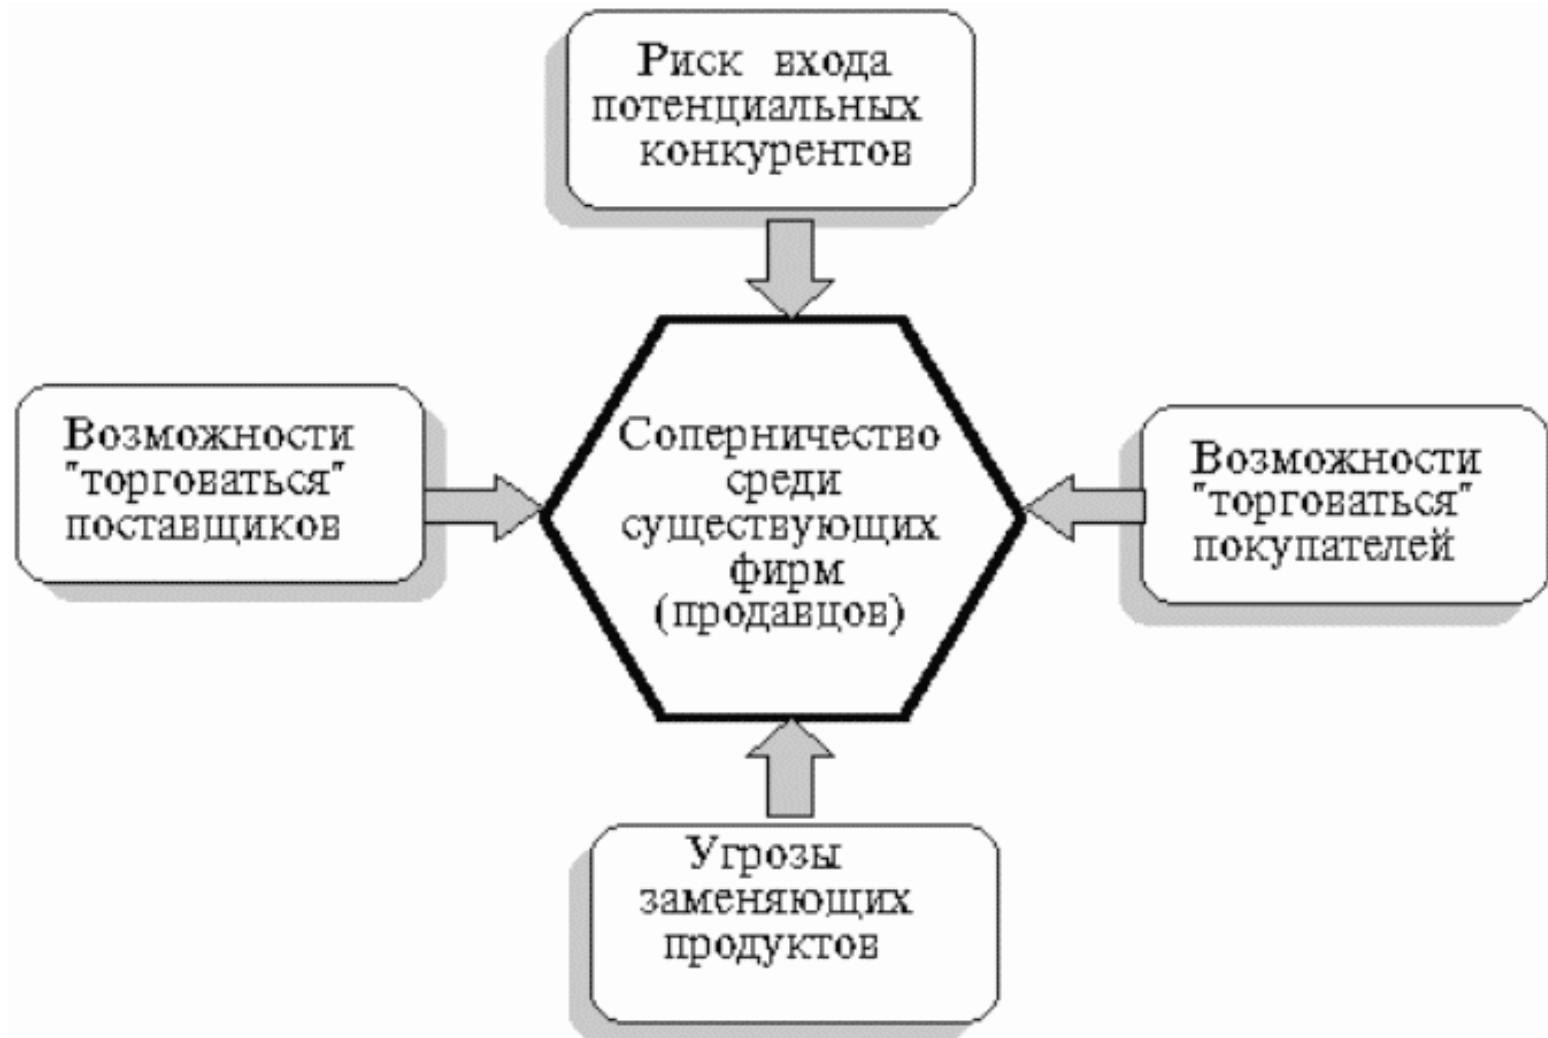 Риск входа
потенциальных
конкурентов
Возможности
"торговаться"
поставщиков
Соперничество
среди
существующих
фирм
(продавцов)
Возможности
"торговаться"
покупателей
Угрозы
заменяющих
продуктов